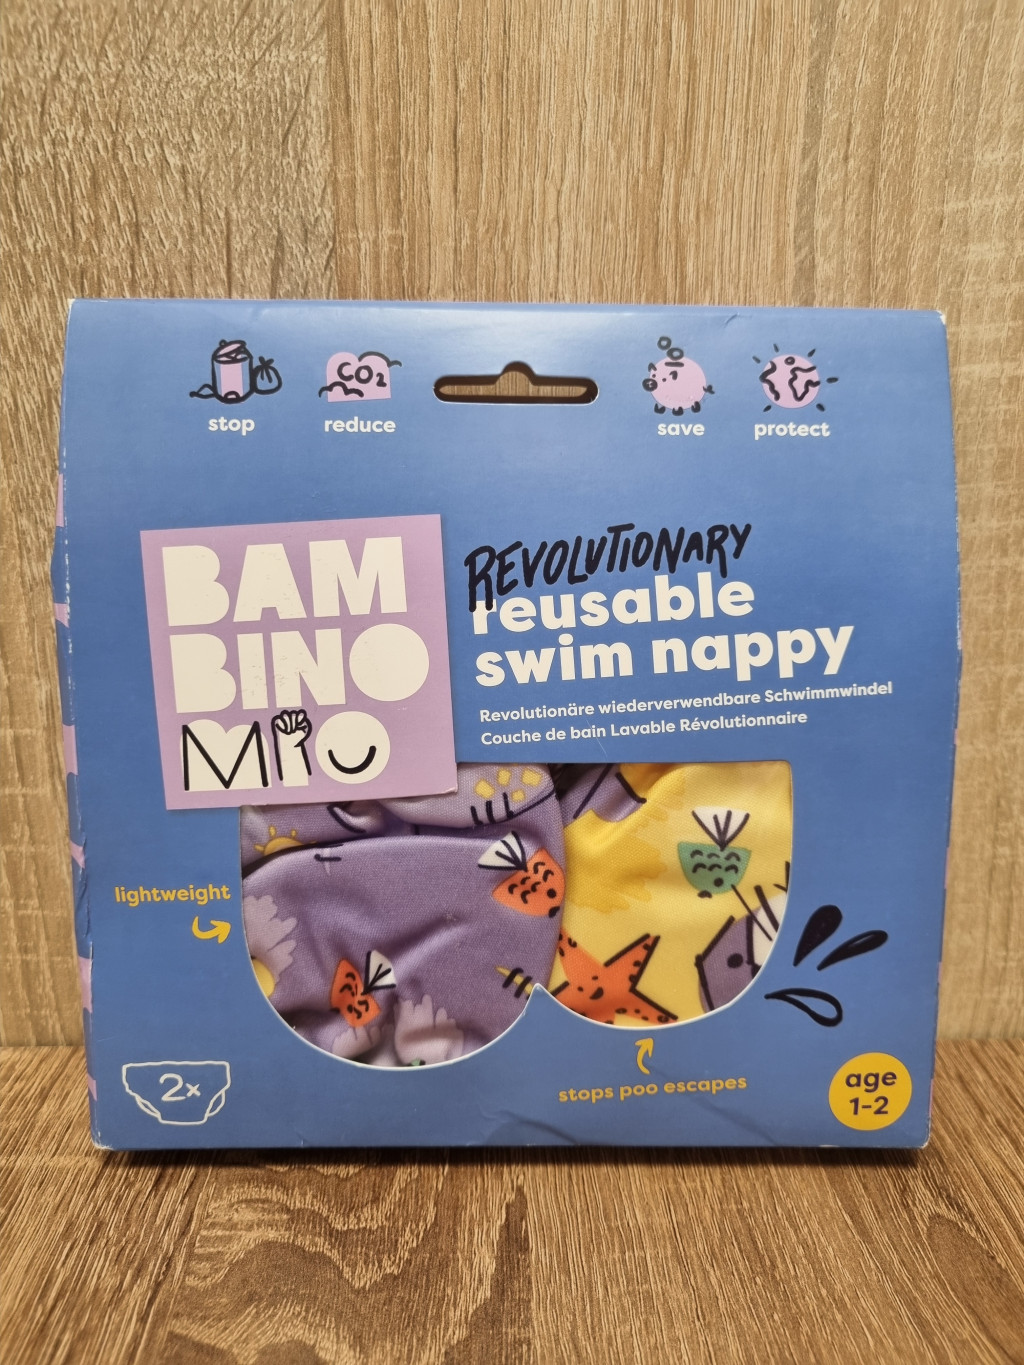 stop
CO2
reduce
save
protect
BAM
BINO
MIO
REVOLUTIONARY
reusable
swim nappy
Revolutionäre wiederverwendbare Schwimmwindel
Couche de bain Lavable Révolutionnaire
lightweight
stops poo escapes
2x
age
1-2